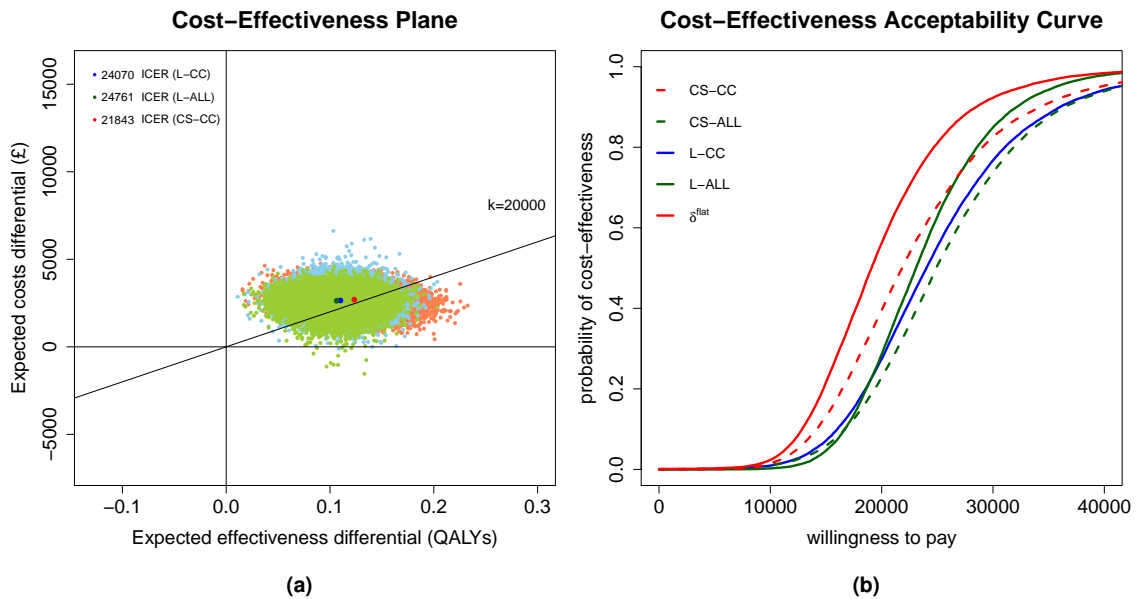 Cost−Effectiveness Plane
24070 ICER (L−CC)
24761 ICER (L−ALL)
21843 ICER (CS−CC)
k=20000
15000
10000
5000
0
−5000
Expected costs differential (£)
−0.1 0.0 0.1 0.2 0.3
Expected effectiveness differential (QALYs)
(a)
Cost−Effectiveness Acceptability Curve
CS−CC
CS−ALL
L−CC
L−ALL
δflat
1.0
0.8
0.6
0.4
0.2
0.0
probability of cost−effectiveness
0 10000 20000 30000 40000
willingness to pay
(b)